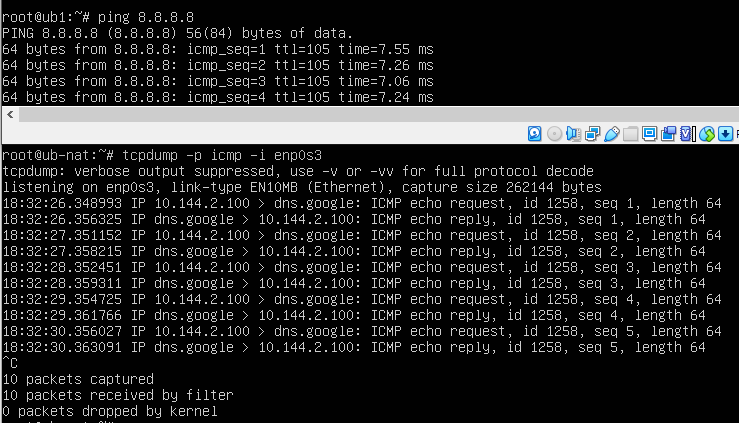 root@ub1:~# ping 8.8.8.8
PING 8.8.8.8 (8.8.8.8) 56(84) bytes of data.
64 bytes from 8.8.8.8: icmp_seq=1 ttl=105 time=7.55 ms
64 bytes from 8.8.8.8: icmp_seq=2 ttl=105 time=7.26 ms
64 bytes from 8.8.8.8: icmp_seq=3 ttl=105 time=7.06 ms
64 bytes from 8.8.8.8: icmp_seq=4 ttl=105 time=7.24 ms
root@ub-nat:~# tcpdump -p icmp -i enp0s3
tcpdump: verbose output suppressed, use -v or -vv for full protocol decode
listening on enp0s3, link-type EN10MB (Ethernet), capture size 262144 bytes
18:32:26.348993 IP 10.144.2.100 > dns.google: ICMP echo request, id 1258, seq 1, length 64
18:32:26.356325 IP dns.google > 10.144.2.100: ICMP echo reply, id 1258, seq 1, length 64
18:32:27.351152 IP 10.144.2.100 > dns.google: ICMP echo request, id 1258, seq 2, length 64
18:32:27.358215 IP dns.google > 10.144.2.100: ICMP echo reply, id 1258, seq 2, length 64
18:32:28.352451 IP 10.144.2.100 > dns.google: ICMP echo request, id 1258, seq 3, length 64
18:32:28.359311 IP dns.google > 10.144.2.100: ICMP echo reply, id 1258, seq 3, length 64
18:32:29.354725 IP 10.144.2.100 > dns.google: ICMP echo request, id 1258, seq 4, length 64
18:32:29.361766 IP dns.google > 10.144.2.100: ICMP echo reply, id 1258, seq 4, length 64
18:32:30.356027 IP 10.144.2.100 > dns.google: ICMP echo request, id 1258, seq 5, length 64
18:32:30.363091 IP dns.google > 10.144.2.100: ICMP echo reply, id 1258, seq 5, length 64
^C
10 packets captured
10 packets received by filter
0 packets dropped by kernel